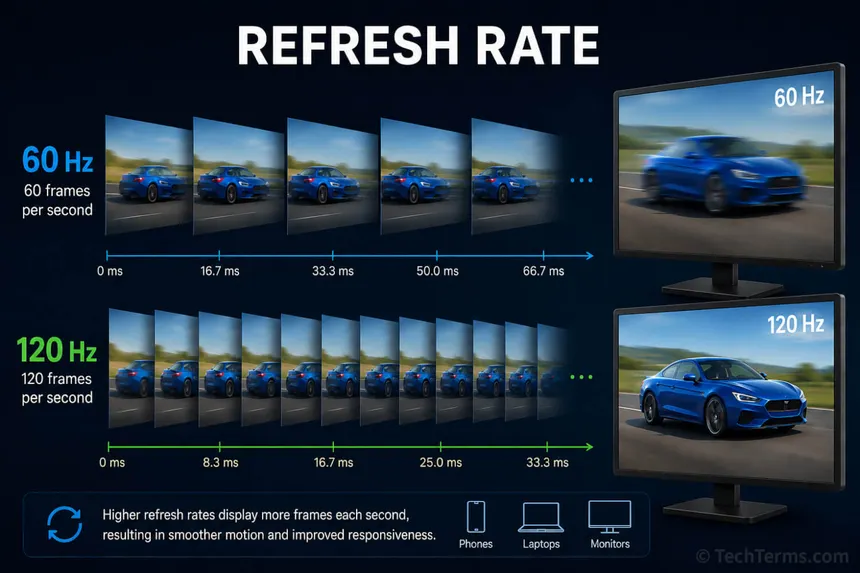 REFRESH RATE
60 Hz
60 frames
per second
0 ms
16.7 ms
33.3 ms
50.0 ms
66.7 ms
60 Hz
120 Hz
120 frames
per second
0 ms
8.3 ms
16.7 ms
25.0 ms
33.3 ms
120 Hz
Higher refresh rates display more frames each second,
resulting in smoother motion and improved responsiveness.
Phones
Laptops
Monitors
© TechTerms.com